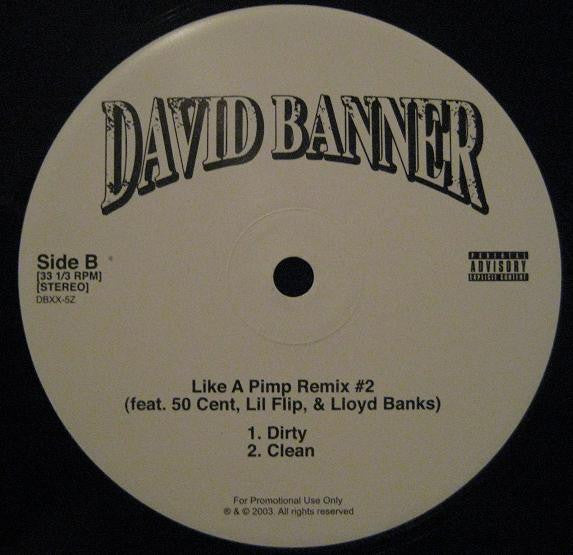 DAVID BANNER
Side B
[33 1/3 RPM]
[STEREO]
DBXX-5Z
PARENTAL
ADVISORY
EXPLICIT CONTENT
Like A Pimp Remix #2
(feat. 50 Cent, Lil Flip, & Lloyd Banks)
1. Dirty
2. Clean
For Promotional Use Only
® & © 2003. All rights reserved